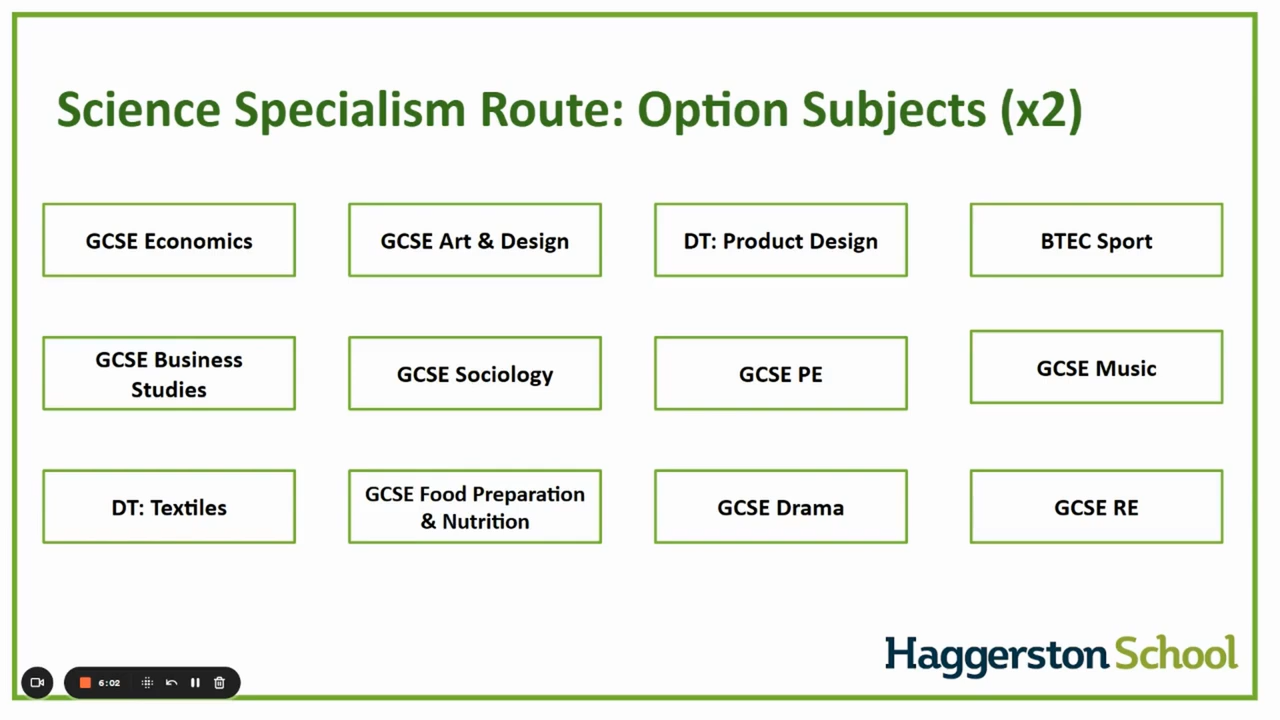 Science Specialism Route: Option Subjects (x2)
GCSE Economics
GCSE Art & Design
DT: Product Design
BTEC Sport
GCSE Business
Studies
GCSE Sociology
GCSE PE
GCSE Music
DT: Textiles
GCSE Food Preparation
& Nutrition
GCSE Drama
GCSE RE
Haggerston School
6:02